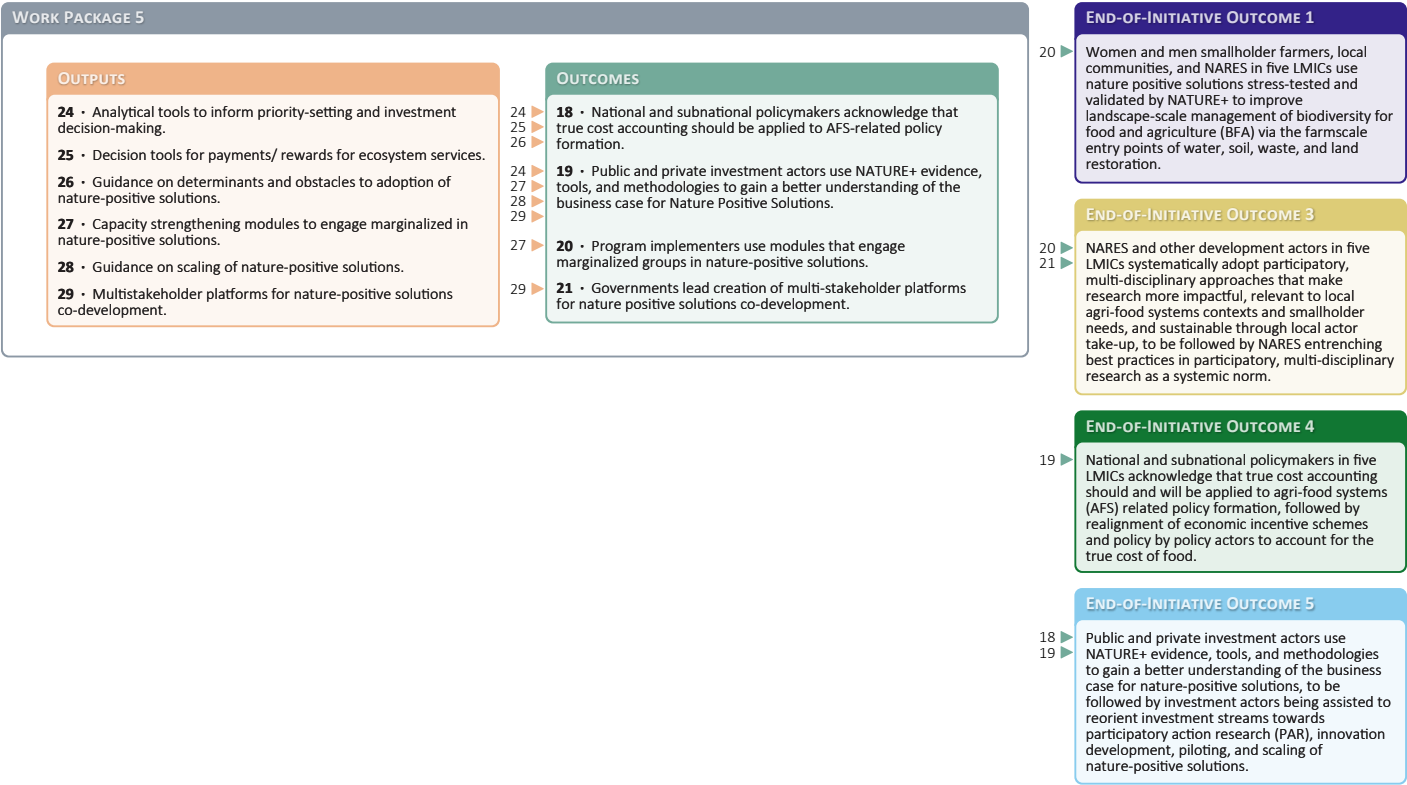 WORK PACKAGE 5
OUTPUTS
24 · Analytical tools to inform priority-setting and investment
decision-making.
25 · Decision tools for payments/ rewards for ecosystem services.
26 · Guidance on determinants and obstacles to adoption of
nature-positive solutions.
27 · Capacity strengthening modules to engage marginalized in
nature-positive solutions.
28 · Guidance on scaling of nature-positive solutions.
29 · Multistakeholder platforms for nature-positive solutions
co-development.
OUTCOMES
24
25
26
18 · National and subnational policymakers acknowledge that
true cost accounting should be applied to AFS-related policy
formation.
24
27
28
29
19 · Public and private investment actors use NATURE+ evidence,
tools, and methodologies to gain a better understanding of the
business case for Nature Positive Solutions.
27
20 · Program implementers use modules that engage
marginalized groups in nature-positive solutions.
29
21 · Governments lead creation of multi-stakeholder platforms
for nature positive solutions co-development.
END-OF-INITIATIVE OUTCOME 1
20
Women and men smallholder farmers, local
communities, and NARES in five LMICs use
nature positive solutions stress-tested and
validated by NATURE+ to improve
landscape-scale management of biodiversity for
food and agriculture (BFA) via the farmscale
entry points of water, soil, waste, and land
restoration.
END-OF-INITIATIVE OUTCOME 3
20
21
NARES and other development actors in five
LMICs systematically adopt participatory,
multi-disciplinary approaches that make
research more impactful, relevant to local
agri-food systems contexts and smallholder
needs, and sustainable through local actor
take-up, to be followed by NARES entrenching
best practices in participatory, multi-disciplinary
research as a systemic norm.
END-OF-INITIATIVE OUTCOME 4
19
National and subnational policymakers in five
LMICs acknowledge that true cost accounting
should and will be applied to agri-food systems
(AFS) related policy formation, followed by
realignment of economic incentive schemes
and policy by policy actors to account for the
true cost of food.
END-OF-INITIATIVE OUTCOME 5
18
19
Public and private investment actors use
NATURE+ evidence, tools, and methodologies
to gain a better understanding of the business
case for nature-positive solutions, to be
followed by investment actors being assisted to
reorient investment streams towards
participatory action research (PAR), innovation
development, piloting, and scaling of
nature-positive solutions.